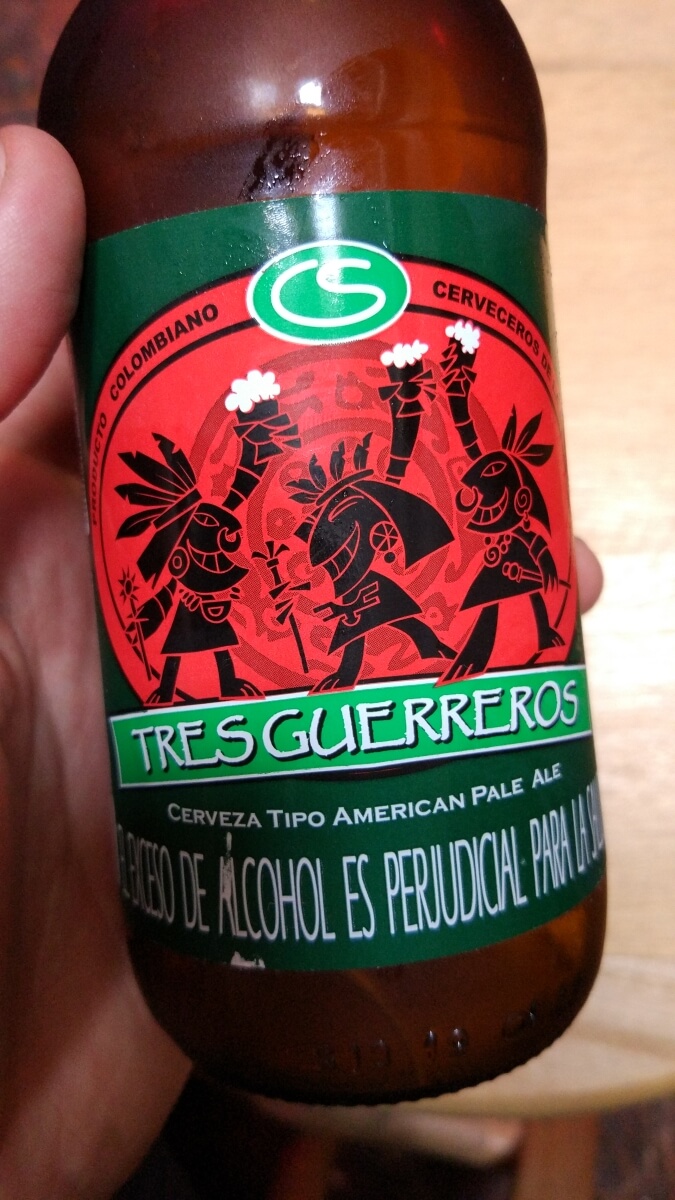 CS
PRODUCTO COLOMBIANO
CERVECEROS DE
TRES GUERREROS
CERVEZA TIPO AMERICAN PALE ALE
EL EXCESO DE ALCOHOL ES PERJUDICIAL PARA LA